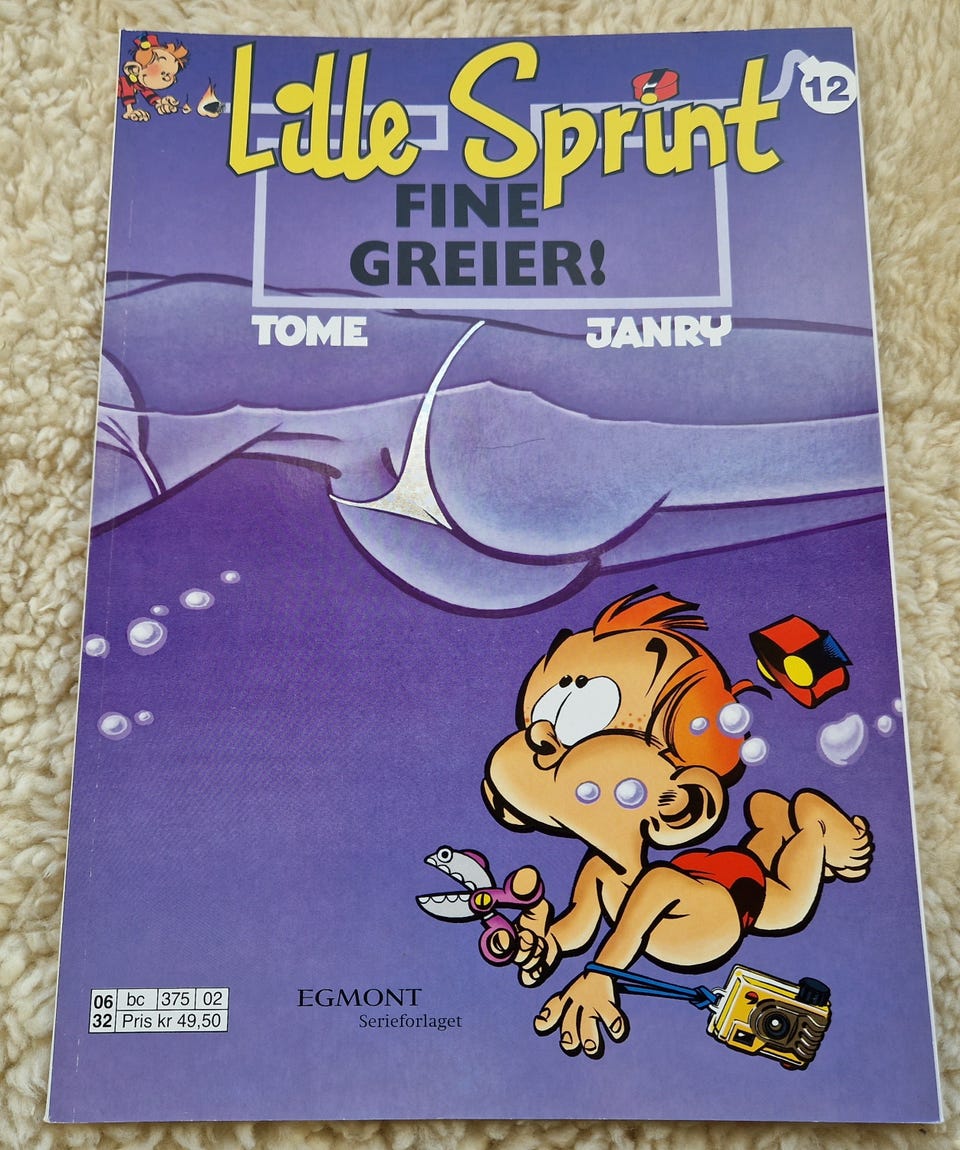 Lille Sprint
12
FINE
GREIER!
TOME JANRY
06 bc 375 02
32 Pris kr 49,50
EGMONT
Serieforlaget